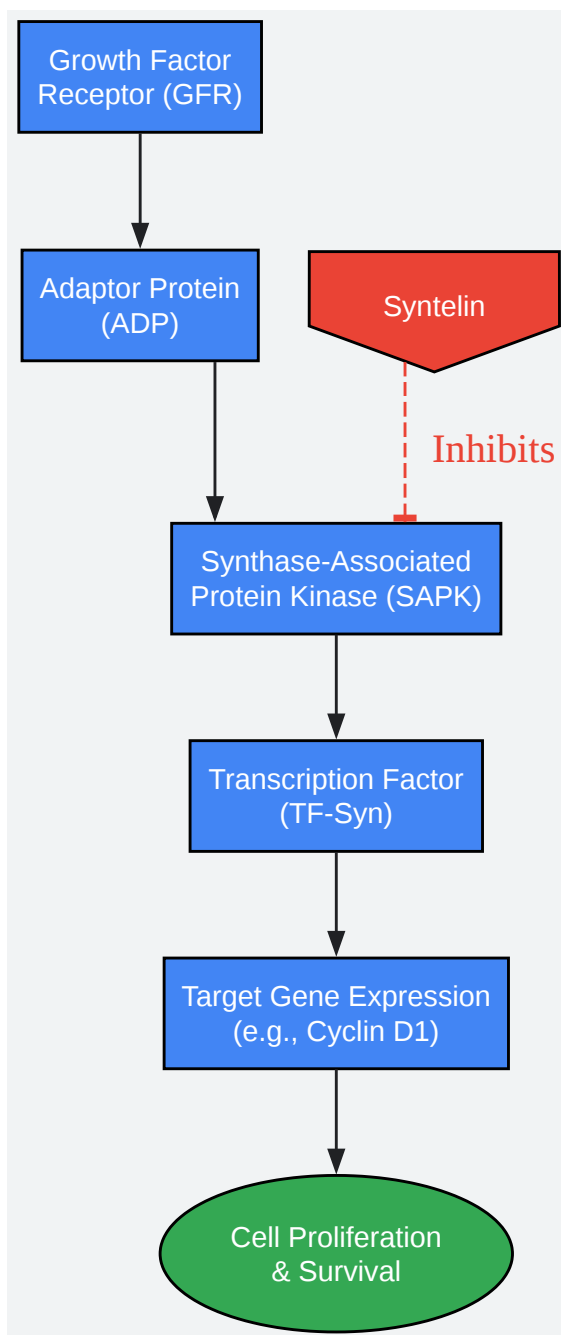 Growth Factor
Receptor (GFR)
Adaptor Protein
(ADP)
Syntelin
Inhibits
Synthase-Associated
Protein Kinase (SAPK)
Transcription Factor
(TF-Syn)
Target Gene Expression
(e.g., Cyclin D1)
Cell Proliferation
& Survival